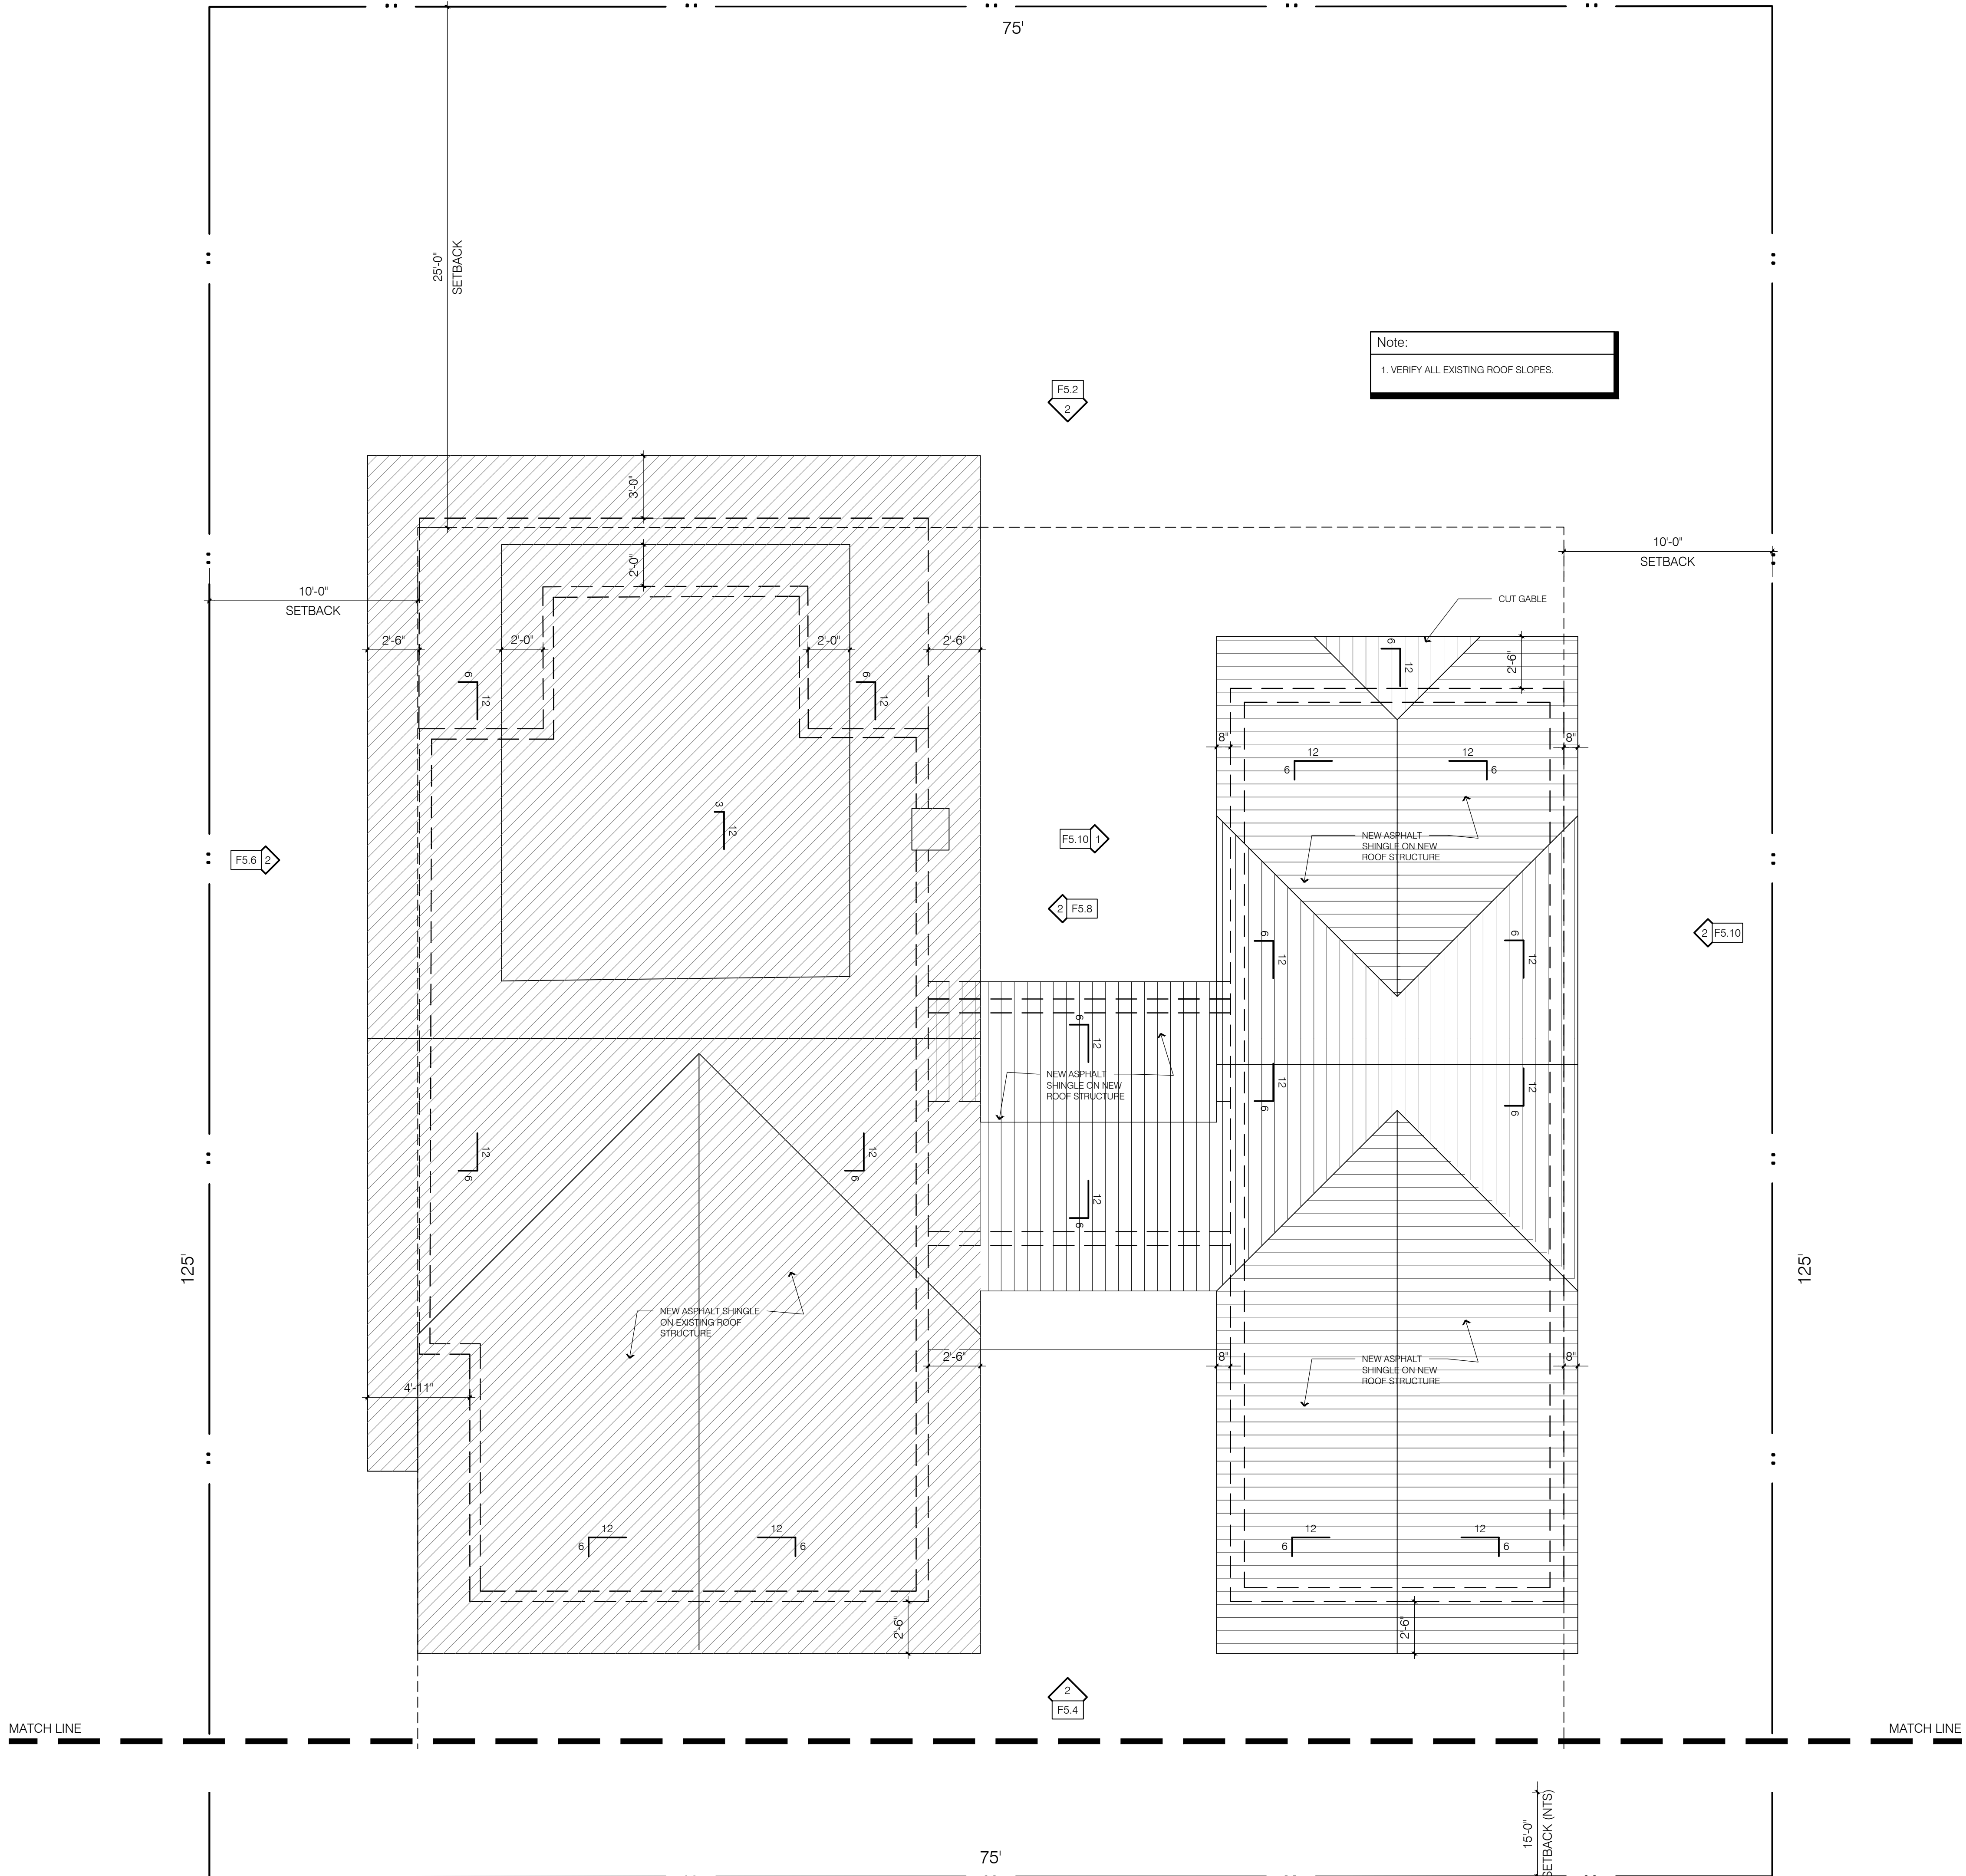 75'
25'-0"
SETBACK
Note:
1. VERIFY ALL EXISTING ROOF SLOPES.
F5.2
2
3'-0"
2'-0"
10'-0"
SETBACK
10'-0"
SETBACK
CUT GABLE
2'-6"
2'-0"
2'-0"
2'-6"
6
12
2'-6"
6
12
6
12
8"
8"
12
6
12
6
3
12
NEW ASPHALT
SHINGLE ON NEW
ROOF STRUCTURE
F5.10
1
F5.6
2
2
F5.8
2
F5.10
6
12
6
12
6
12
NEW ASPHALT
SHINGLE ON NEW
ROOF STRUCTURE
12
6
12
6
12
6
12
6
12
6
125'
125'
NEW ASPHALT SHINGLE
ON EXISTING ROOF
STRUCTURE
2'-6"
8"
8"
NEW ASPHALT
SHINGLE ON NEW
ROOF STRUCTURE
4'-11"
12
6
12
6
12
6
12
6
2'-6"
2'-6"
2
F5.4
MATCH LINE
MATCH LINE
15'-0"
SETBACK (NTS)
75'